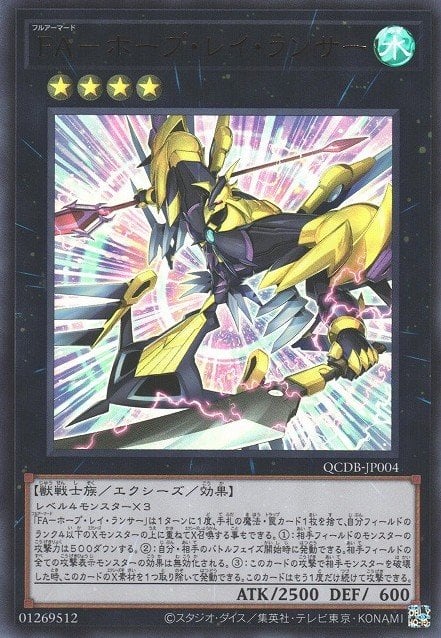 フルアーマード
FA－ホープ・レイ・ランサー
水
QCDB-JP004
【獣戦士族／エクシーズ／効果】
レベル４モンスター×３
「FA－ホープ・レイ・ランサー」は１ターンに１度、手札の魔法・罠カード１枚を捨て、自分フィールドの
ランク４以下のＸモンスターの上に重ねてＸ召喚する事もできる。①：相手フィールドのモンスターの
攻撃力は５００ダウンする。②：自分・相手のバトルフェイズ開始時に発動できる。相手フィールドの
全ての攻撃表示モンスターの効果は無効化される。③：このカードの攻撃で相手モンスターを破壊
した時、このカードのＸ素材を１つ取り除いて発動できる。このカードはもう１度だけ続けて攻撃できる。
ATK/2500 DEF/ 600
01269512
©スタジオ・ダイス／集英社・テレビ東京・KONAMI